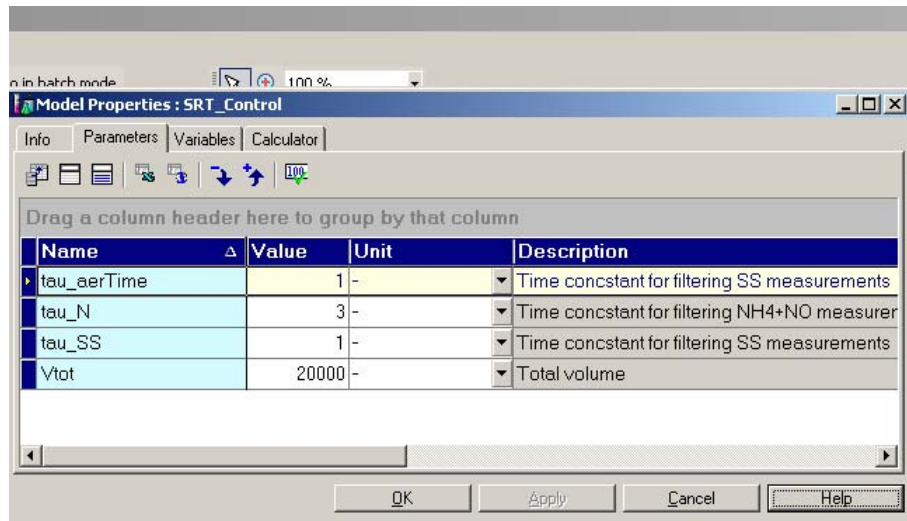 o in batch mode 100 %
Model Properties : SRT_Control
Info Parameters Variables Calculator
100
Drag a column header here to group by that column
Name Value Unit Description
tau_aerTime 1 - Time concstant for filtering SS measurements
tau_N 3 - Time concstant for filtering NH4+NO measurer
tau_SS 1 - Time concstant for filtering SS measurements
Vtot 20000 - Total volume
OK Apply Cancel Help